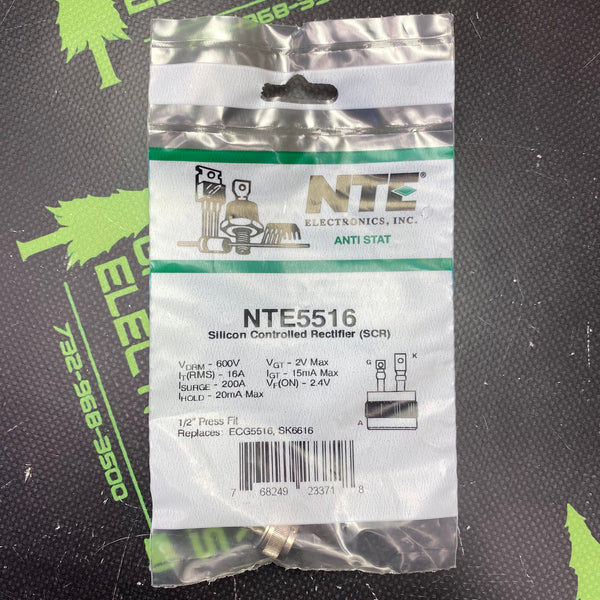 NTE®
ELECTRONICS, INC.
ANTI STAT
NTE5516
Silicon Controlled Rectifier (SCR)
VDRM - 600V VGT - 2V Max
IT(RMS) - 16A IGT - 15mA Max
ISURGE - 200A VF(ON) - 2.4V
IHOLD - 20mA Max
G K
A
1/2" Press Fit
Replaces: ECG5516, SK6616
7 68249 23371 8
732-868-9500